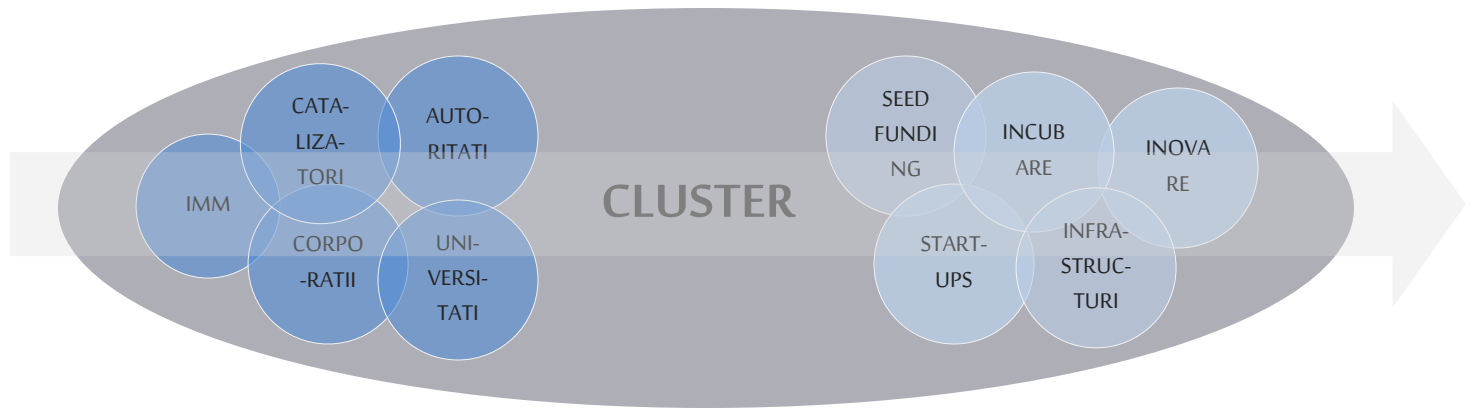 IMM
CATA-
LIZA-
TORI
AUTO-
RITATI
CORPO
-RATII
UNI-
VERSI-
TATI
CLUSTER
SEED
FUNDI
NG
INCUB
ARE
INOVA
RE
START-
UPS
INFRA-
STRUC-
TURI